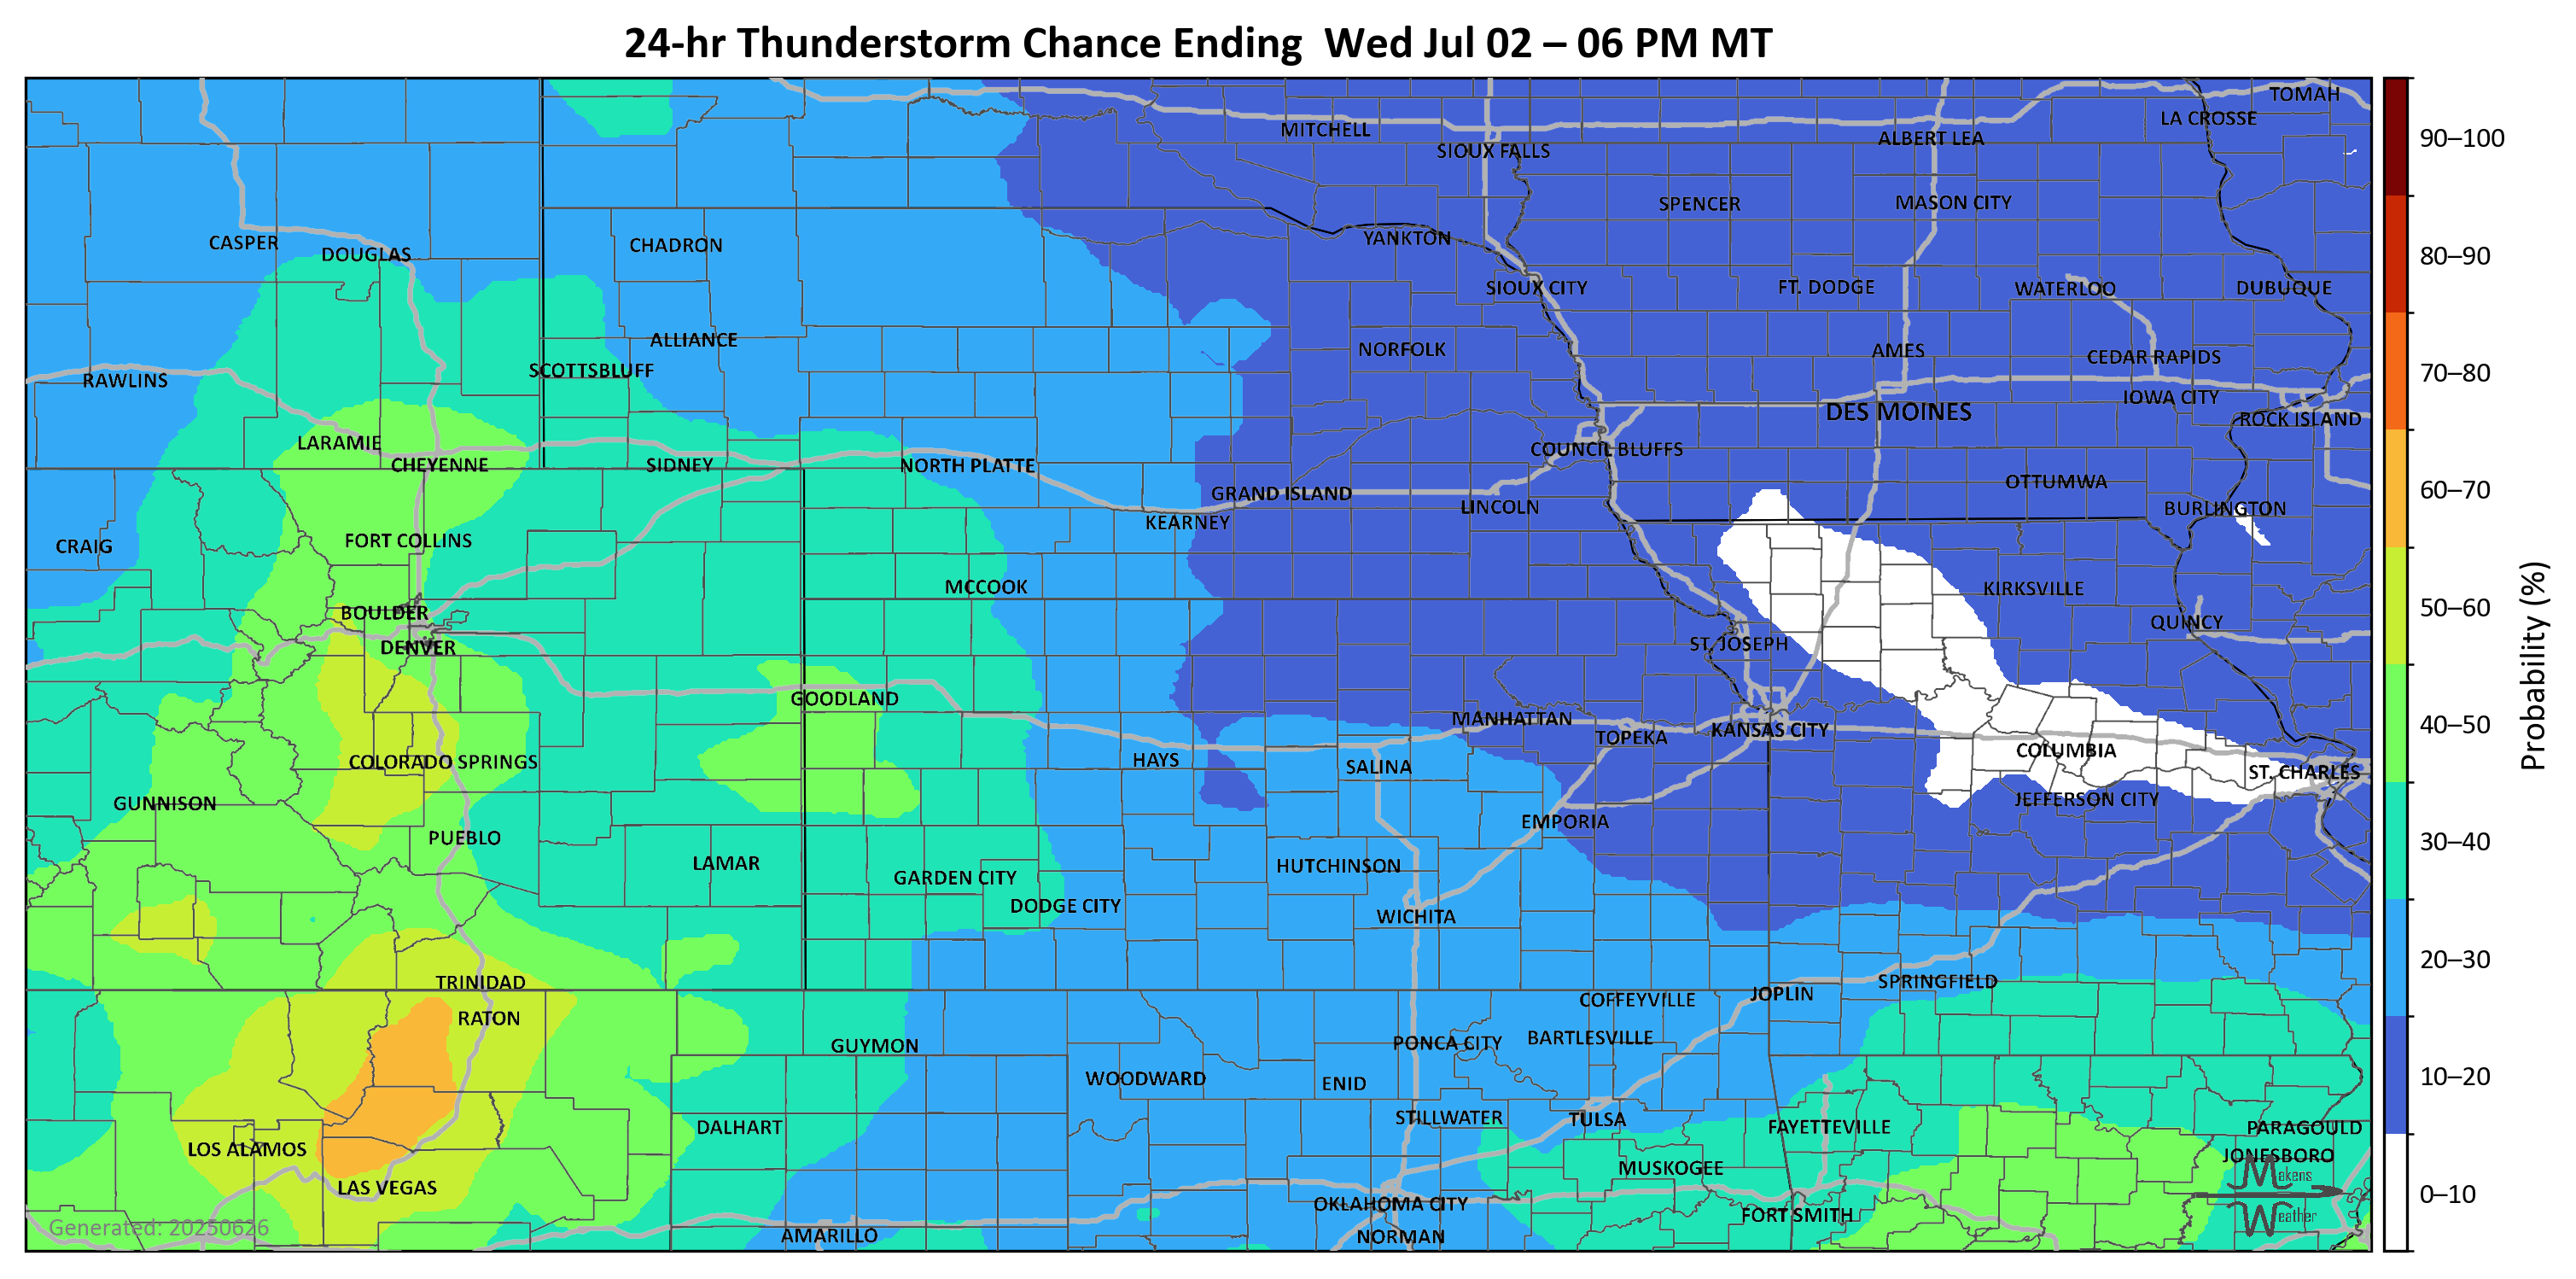 24-hr Thunderstorm Chance Ending  Wed Jul 02 – 06 PM MT
TOMAH
LA CROSSE
MITCHELL
ALBERT LEA
SIOUX FALLS
SPENCER
MASON CITY
CASPER
DOUGLAS
CHADRON
YANKTON
SIOUX CITY
FT. DODGE
WATERLOO
DUBUQUE
ALLIANCE
NORFOLK
AMES
CEDAR RAPIDS
SCOTTSBLUFF
RAWLINS
IOWA CITY
DES MOINES
ROCK ISLAND
LARAMIE
COUNCIL BLUFFS
CHEYENNE
SIDNEY
NORTH PLATTE
OTTUMWA
GRAND ISLAND
LINCOLN
BURLINGTON
KEARNEY
FORT COLLINS
CRAIG
MCCOOK
KIRKSVILLE
BOULDER
QUINCY
DENVER
ST. JOSEPH
GOODLAND
MANHATTAN
KANSAS CITY
TOPEKA
COLUMBIA
COLORADO SPRINGS
HAYS
SALINA
ST. CHARLES
GUNNISON
JEFFERSON CITY
EMPORIA
PUEBLO
LAMAR
HUTCHINSON
GARDEN CITY
DODGE CITY
WICHITA
TRINIDAD
SPRINGFIELD
JOPLIN
COFFEYVILLE
RATON
GUYMON
PONCA CITY
BARTLESVILLE
WOODWARD
ENID
STILLWATER
TULSA
DALHART
FAYETTEVILLE
PARAGOULD
LOS ALAMOS
JONESBORO
MUSKOGEE
LAS VEGAS
OKLAHOMA CITY
FORT SMITH
AMARILLO
NORMAN
Generated: 20250626
Makens
Weather
90–100
80–90
70–80
60–70
50–60
40–50
30–40
20–30
10–20
0–10
Probability (%)